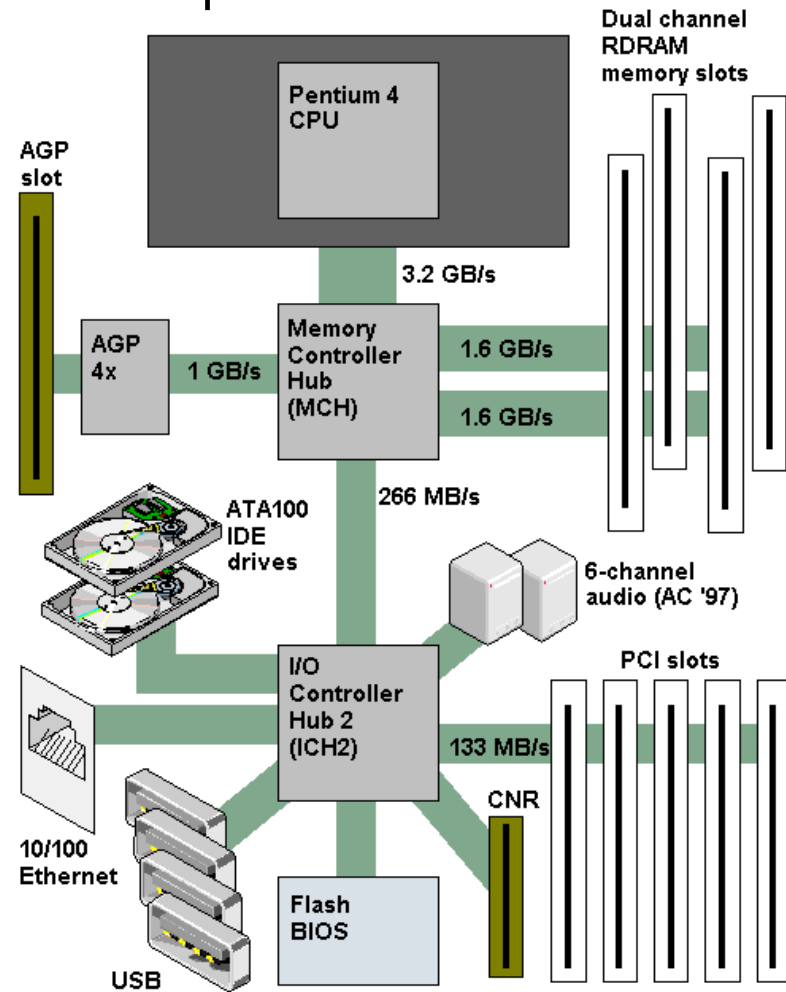 Dual channel
RDRAM
memory slots
Pentium 4
CPU
AGP
slot
3.2 GB/s
AGP
4x
1 GB/s
Memory
Controller
Hub
(MCH)
1.6 GB/s
1.6 GB/s
266 MB/s
ATA100
IDE
drives
6-channel
audio (AC '97)
I/O
Controller
Hub 2
(ICH2)
PCI slots
133 MB/s
CNR
10/100
Ethernet
Flash
BIOS
USB